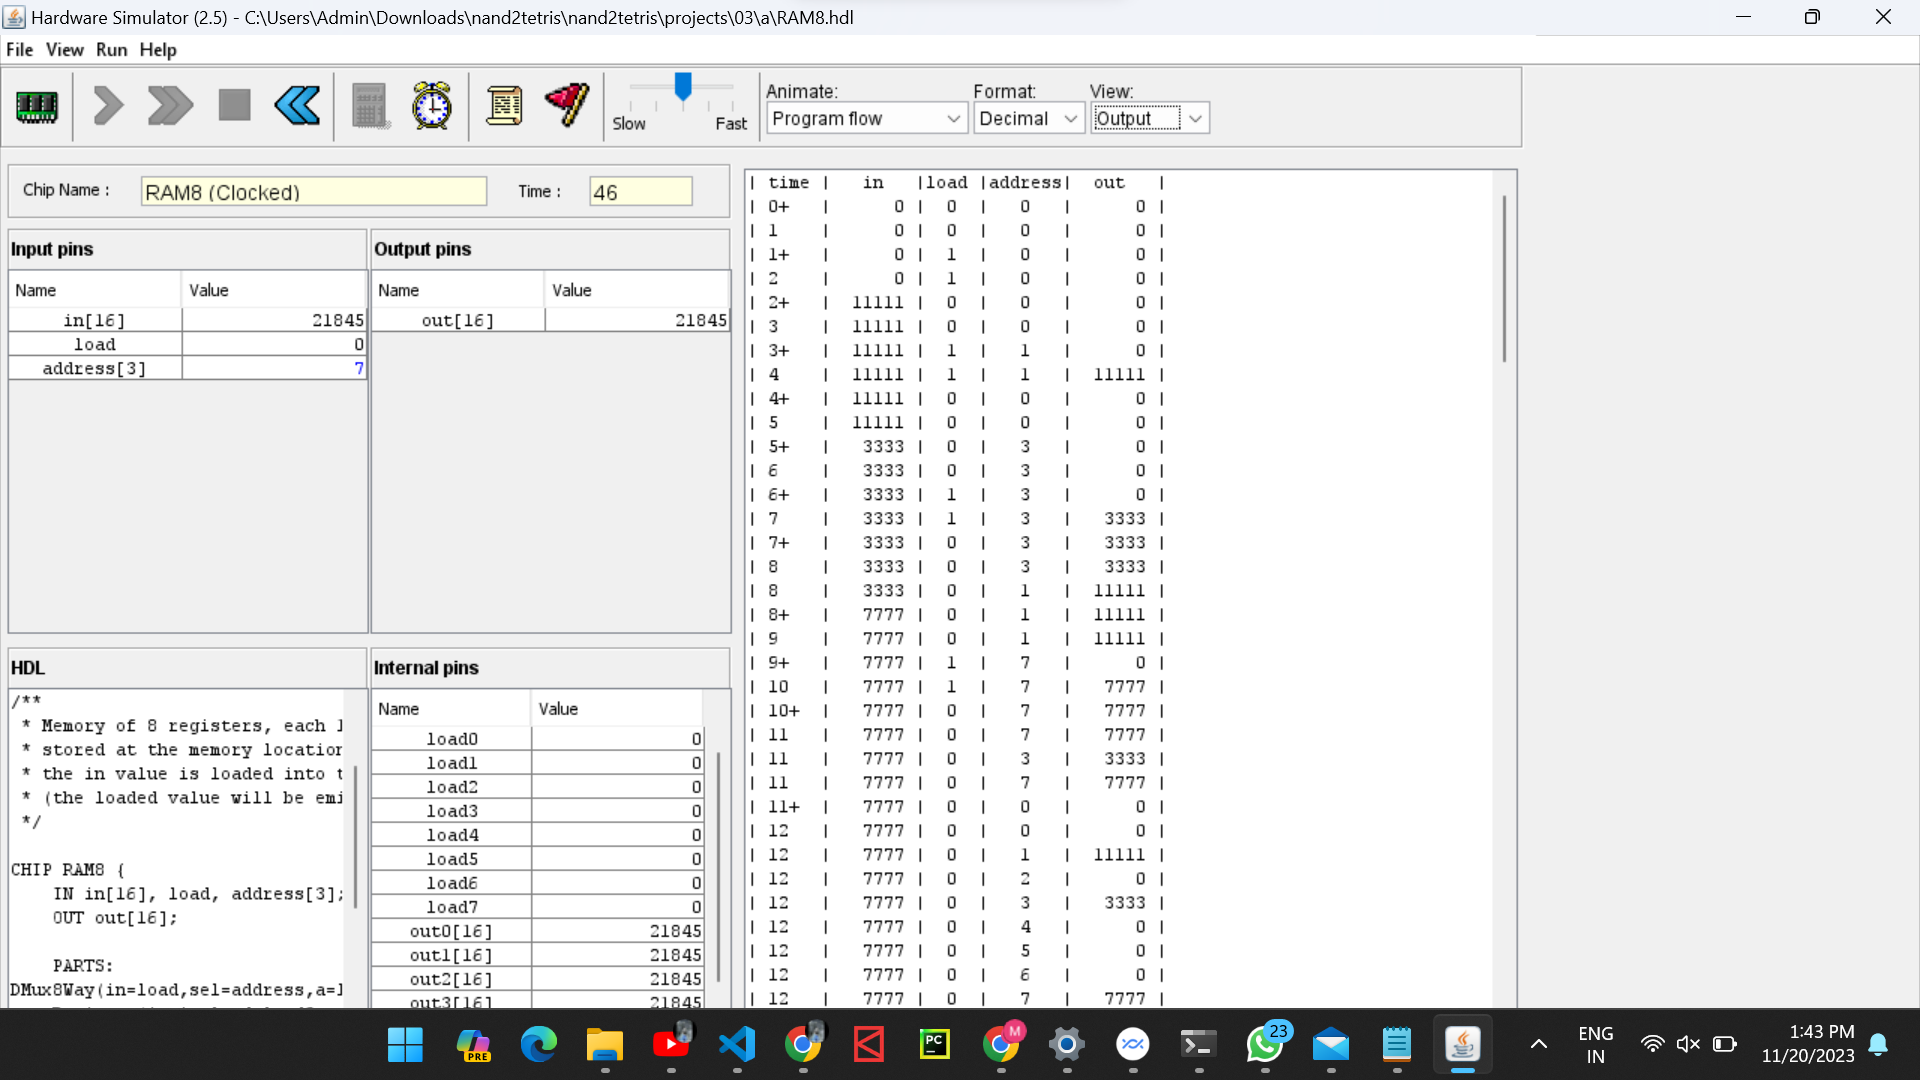 Hardware Simulator (2.5) - C:\Users\Admin\Downloads\nand2tetris\nand2tetris\projects\03\a\RAM8.hdl
File View Run Help
Slow Fast
Animate: Format: View:
Program flow Decimal Output
Chip Name : RAM8 (Clocked) Time : 46
Input pins
Name Value
in[16] 21845
load 0
address[3] 7
Output pins
Name Value
out[16] 21845
HDL
/**
* Memory of 8 registers, each
* stored at the memory location
* the in value is loaded into
* (the loaded value will be emi
*/
CHIP RAM8 {
IN in[16], load, address[3];
OUT out[16];
PARTS:
DMux8Way(in=load,sel=address,a=
Internal pins
Name Value
load0 0
load1 0
load2 0
load3 0
load4 0
load5 0
load6 0
load7 0
out0[16] 21845
out1[16] 21845
out2[16] 21845
out3[16] 21845
| time | in |load |address| out |
| 0+ | 0 | 0 | 0 | 0 |
| 1 | 0 | 0 | 0 | 0 |
| 1+ | 0 | 1 | 0 | 0 |
| 2 | 0 | 1 | 0 | 0 |
| 2+ | 11111 | 0 | 0 | 0 |
| 3 | 11111 | 0 | 0 | 0 |
| 3+ | 11111 | 1 | 1 | 0 |
| 4 | 11111 | 1 | 1 | 11111 |
| 4+ | 11111 | 0 | 0 | 0 |
| 5 | 11111 | 0 | 0 | 0 |
| 5+ | 3333 | 0 | 3 | 0 |
| 6 | 3333 | 0 | 3 | 0 |
| 6+ | 3333 | 1 | 3 | 0 |
| 7 | 3333 | 1 | 3 | 3333 |
| 7+ | 3333 | 0 | 3 | 3333 |
| 8 | 3333 | 0 | 3 | 3333 |
| 8 | 3333 | 0 | 1 | 11111 |
| 8+ | 7777 | 0 | 1 | 11111 |
| 9 | 7777 | 0 | 1 | 11111 |
| 9+ | 7777 | 1 | 7 | 0 |
| 10 | 7777 | 1 | 7 | 7777 |
| 10+ | 7777 | 0 | 7 | 7777 |
| 11 | 7777 | 0 | 7 | 7777 |
| 11 | 7777 | 0 | 3 | 3333 |
| 11 | 7777 | 0 | 7 | 7777 |
| 11+ | 7777 | 0 | 0 | 0 |
| 12 | 7777 | 0 | 0 | 0 |
| 12 | 7777 | 0 | 1 | 11111 |
| 12 | 7777 | 0 | 2 | 0 |
| 12 | 7777 | 0 | 3 | 3333 |
| 12 | 7777 | 0 | 4 | 0 |
| 12 | 7777 | 0 | 5 | 0 |
| 12 | 7777 | 0 | 6 | 0 |
| 12 | 7777 | 0 | 7 | 7777 |
PRE
PC
M
23
ENG
IN
1:43 PM
11/20/2023